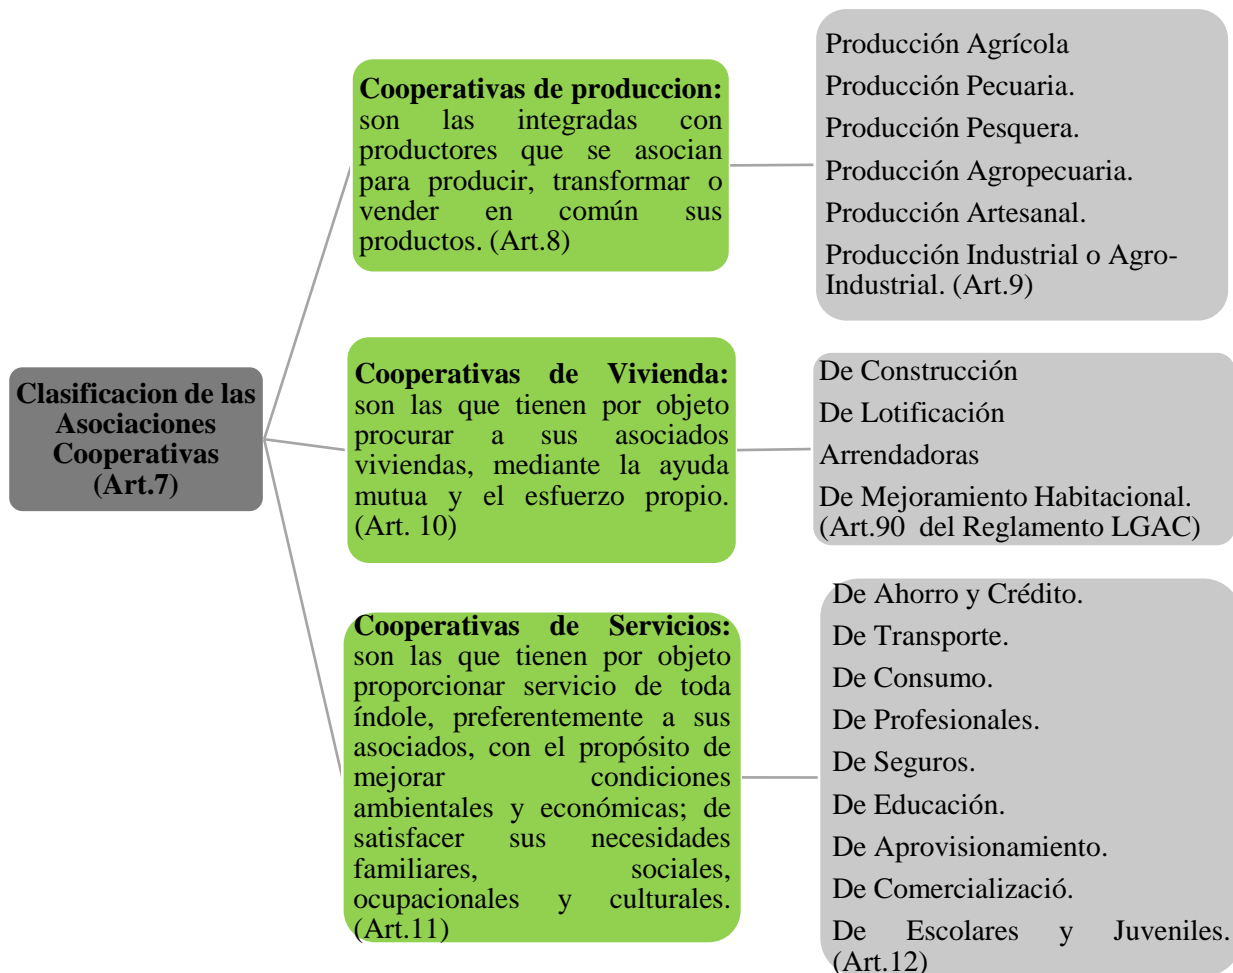 Clasificacion de las
Asociaciones
Cooperativas
(Art.7)
Cooperativas de produccion:
son las integradas con
productores que se asocian
para producir, transformar o
vender en común sus
productos. (Art.8)
Producción Agrícola
Producción Pecuaria.
Producción Pesquera.
Producción Agropecuaria.
Producción Artesanal.
Producción Industrial o Agro-
Industrial. (Art.9)
Cooperativas de Vivienda:
son las que tienen por objeto
procurar a sus asociados
viviendas, mediante la ayuda
mutua y el esfuerzo propio.
(Art. 10)
De Construcción
De Lotificación
Arrendadoras
De Mejoramiento Habitacional.
(Art.90 del Reglamento LGAC)
Cooperativas de Servicios:
son las que tienen por objeto
proporcionar servicio de toda
índole, preferentemente a sus
asociados, con el propósito de
mejorar condiciones
ambientales y económicas; de
satisfacer sus necesidades
familiares, sociales,
ocupacionales y culturales.
(Art.11)
De Ahorro y Crédito.
De Transporte.
De Consumo.
De Profesionales.
De Seguros.
De Educación.
De Aprovisionamiento.
De Comercializació.
De Escolares y Juveniles.
(Art.12)